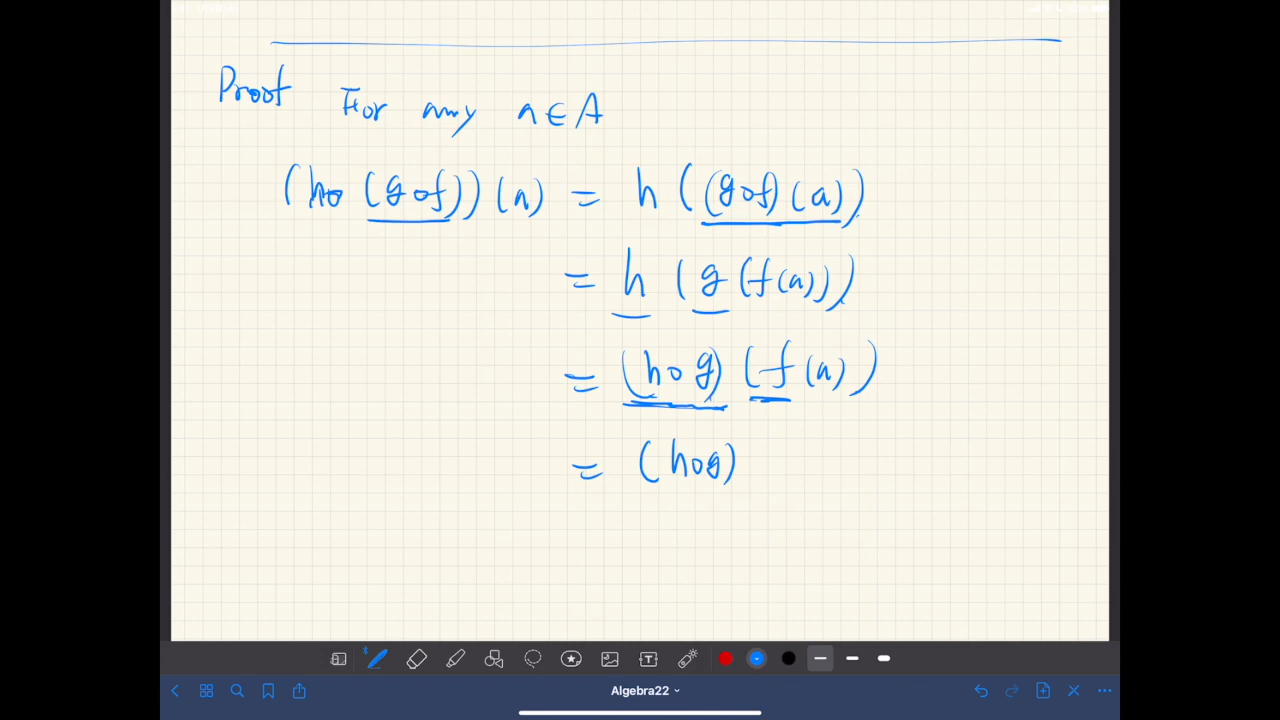 Proof For any a ∈ A
(h∘(g∘f))(a) = h((g∘f)(a))
= h(g(f(a)))
= (h∘g)(f(a))
= (h∘g)
Algebra22